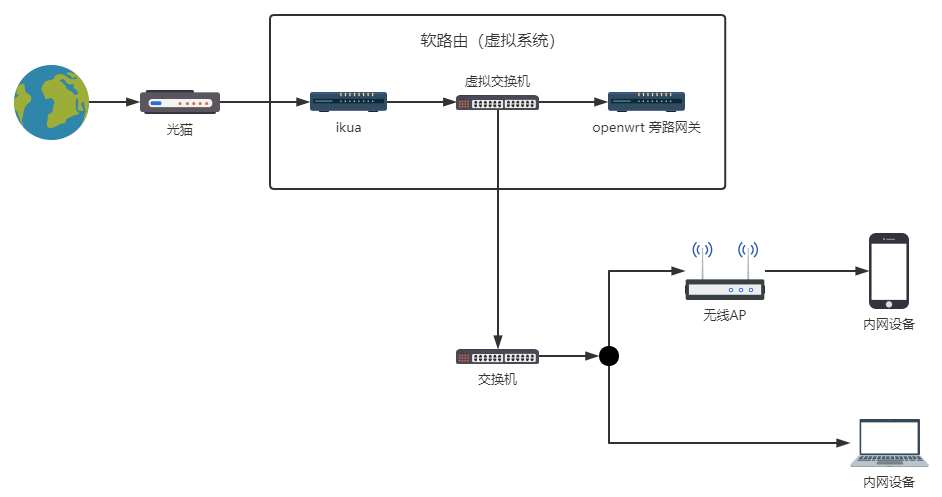 软路由（虚拟系统）
虚拟交换机
光猫
ikua
openwrt 旁路网关
无线AP
内网设备
交换机
内网设备